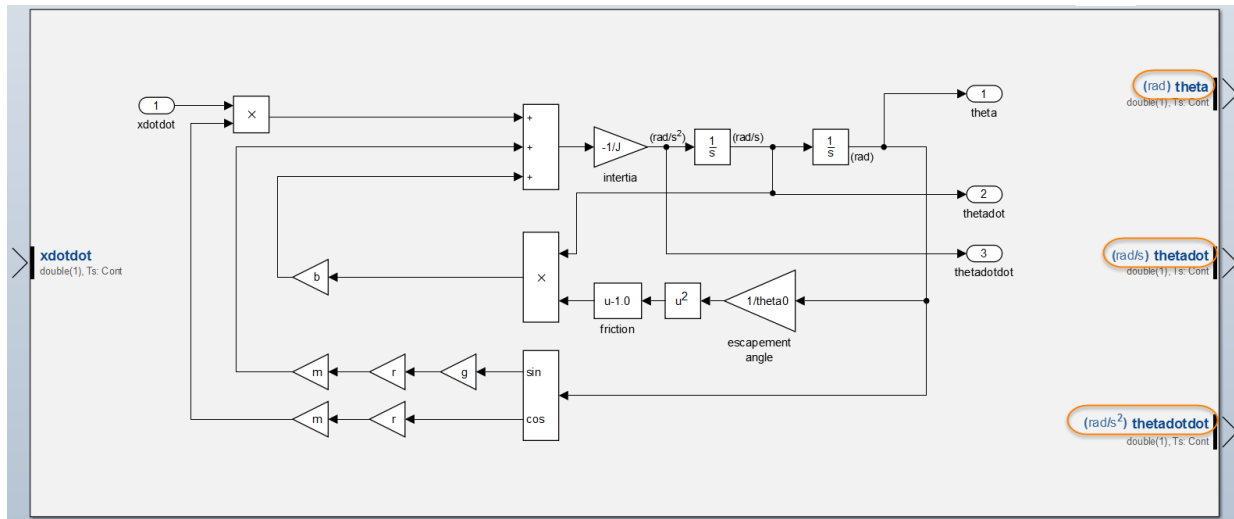 (rad) theta
double(1), Ts: Cont
1
xdotdot
×
+
+
+
-1/J
intertia
(rad/s²)
1
s
(rad/s)
1
s
(rad)
1
theta
2
thetadot
3
thetadotdot
xdotdot
double(1), Ts: Cont
(rad/s) thetadot
double(1), Ts: Cont
b
×
u-1.0
friction
u²
1/theta0
escapement
angle
m
r
g
sin
m
r
cos
(rad/s²) thetadotdot
double(1), Ts: Cont